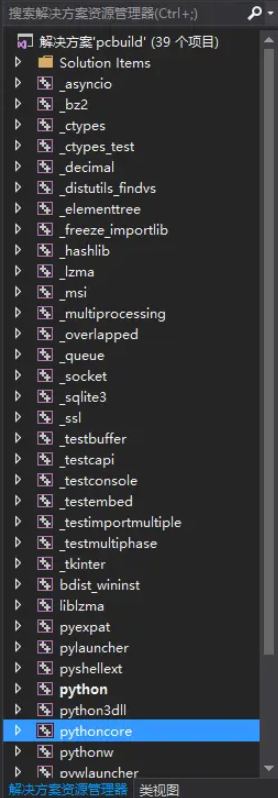 搜索解决方案资源管理器(Ctrl+;)
解决方案'pcbuild' (39 个项目)
Solution Items
_asyncio
_bz2
_ctypes
_ctypes_test
_decimal
_distutils_findvs
_elementtree
_freeze_importlib
_hashlib
_lzma
_msi
_multiprocessing
_overlapped
_queue
_socket
_sqlite3
_ssl
_testbuffer
_testcapi
_testconsole
_testembed
_testimportmultiple
_testmultiphase
_tkinter
bdist_wininst
liblzma
pyexpat
pylauncher
pyshellext
python
python3dll
pythoncore
pythonw
pywlauncher
解决方案资源管理器 类视图